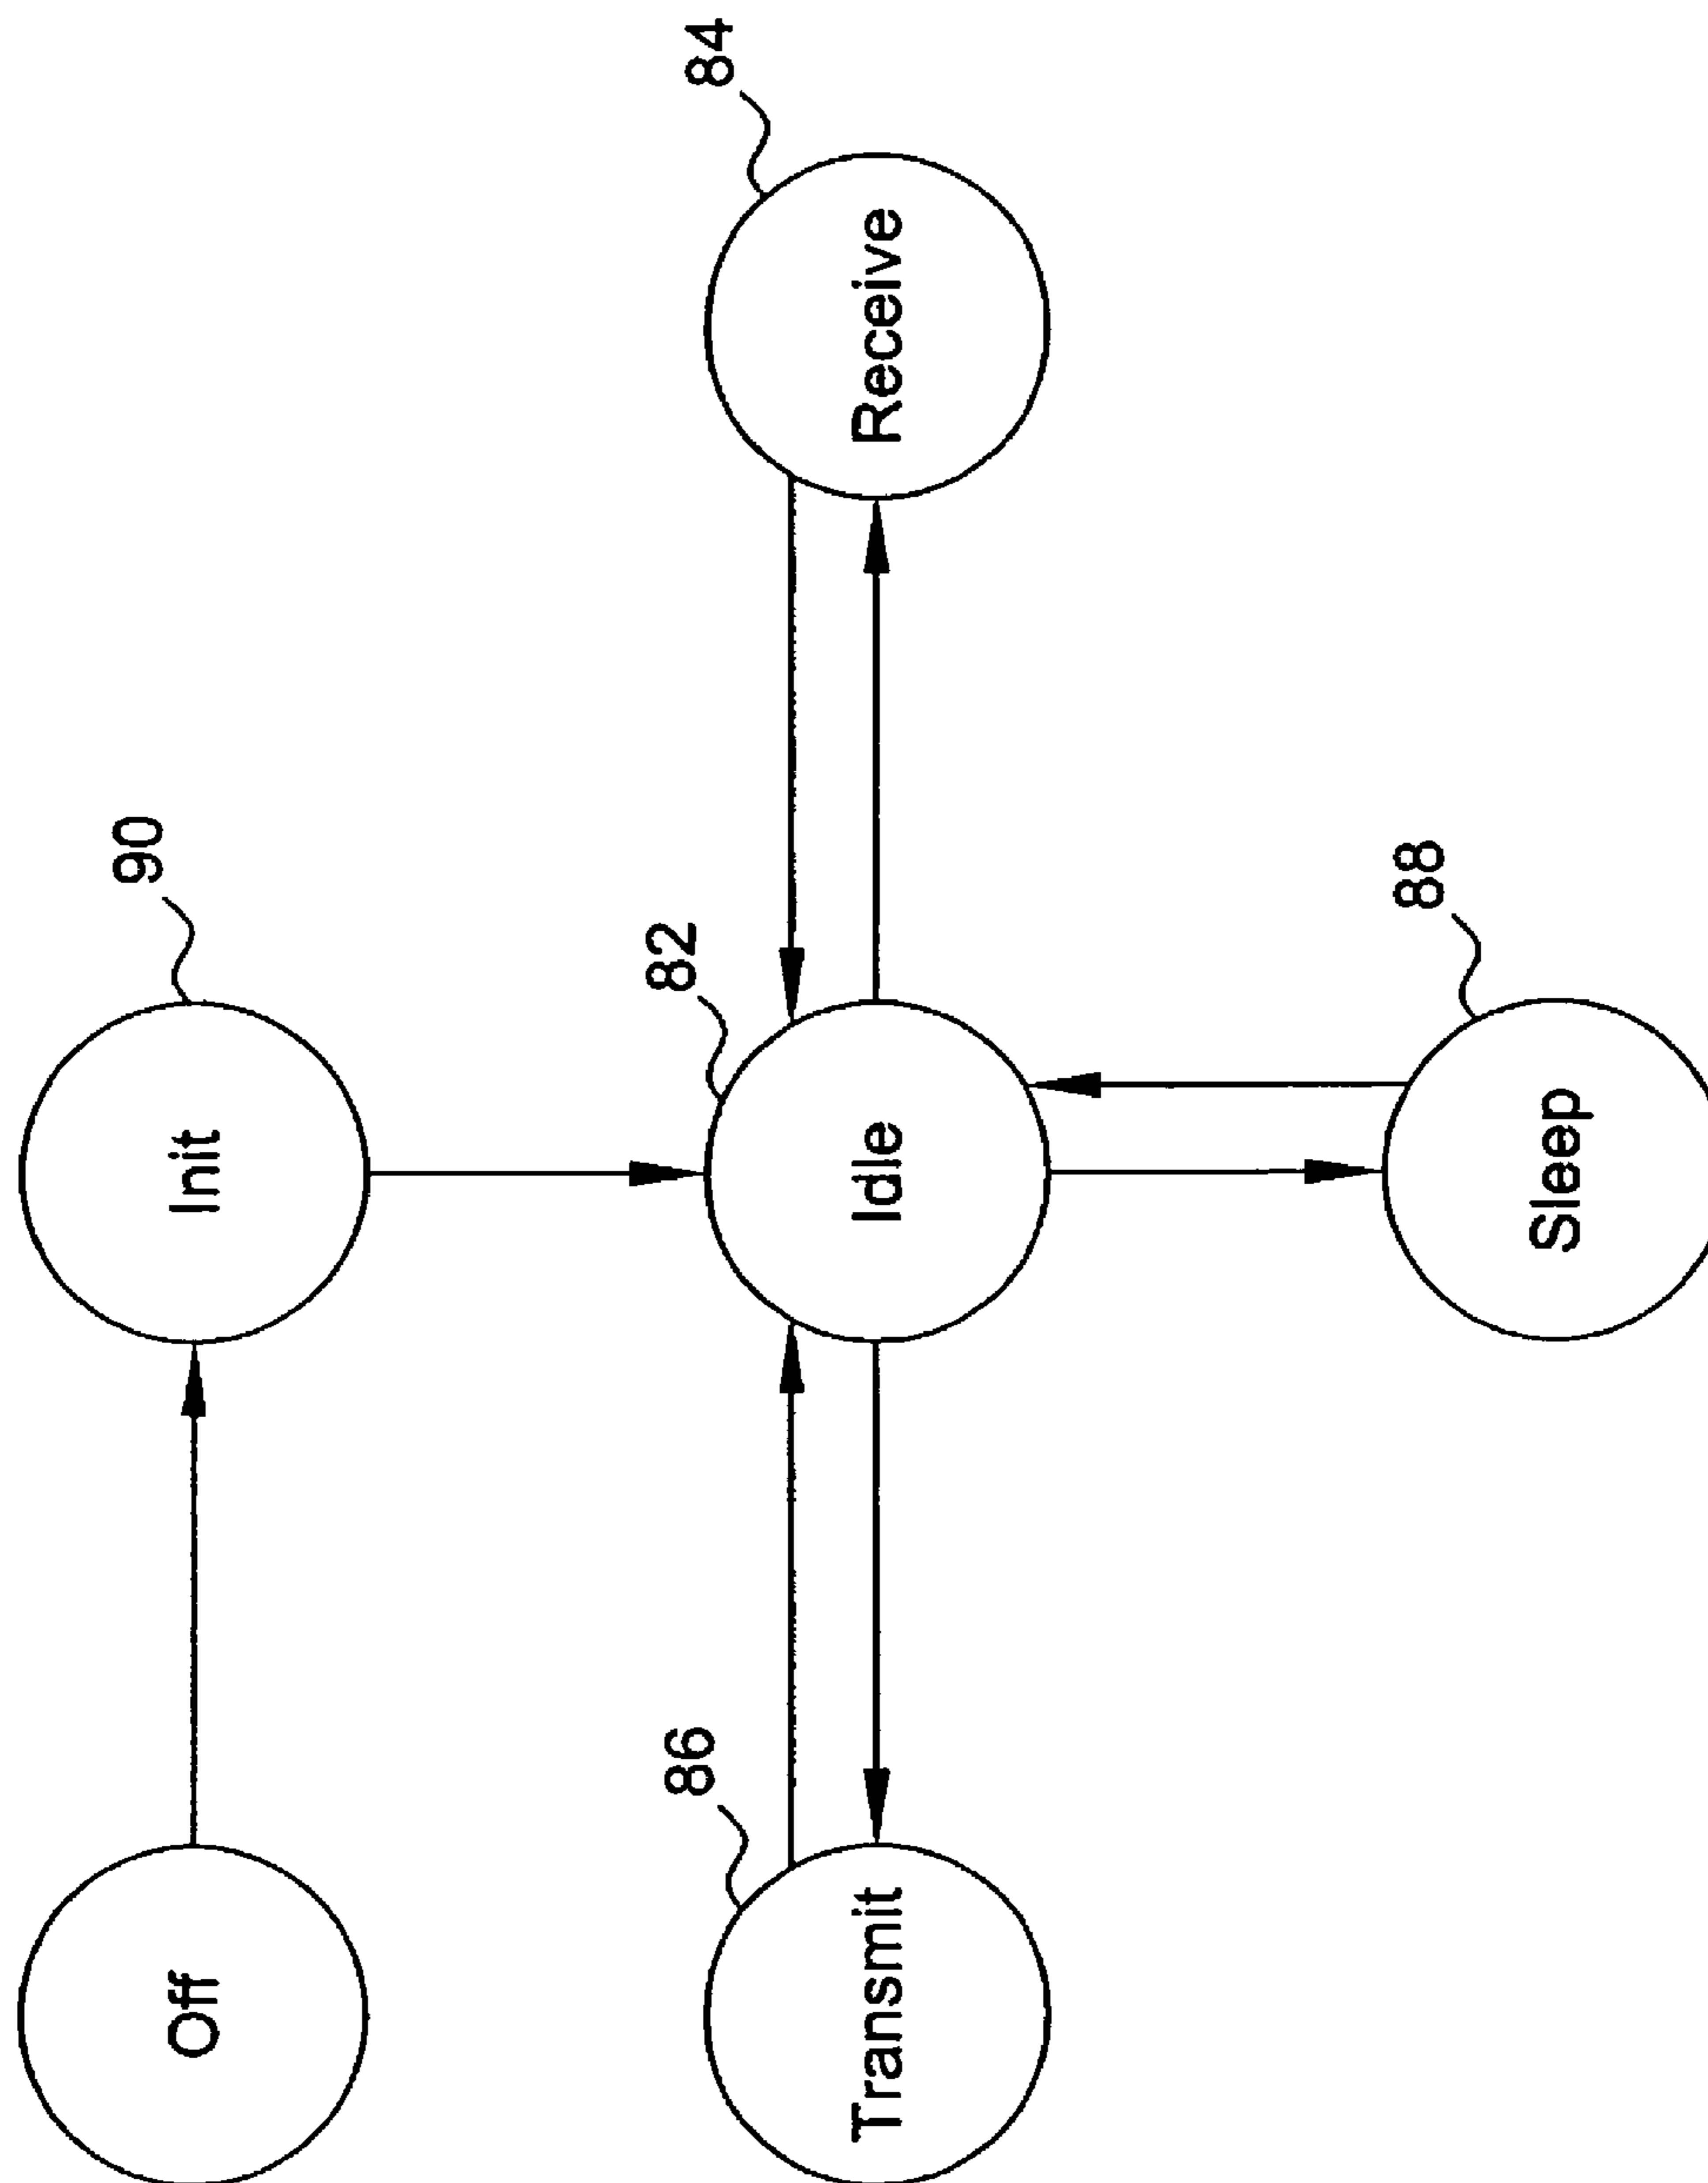 Off
Init
90
Transmit
86
Idle
82
Receive
84
Sleep
88